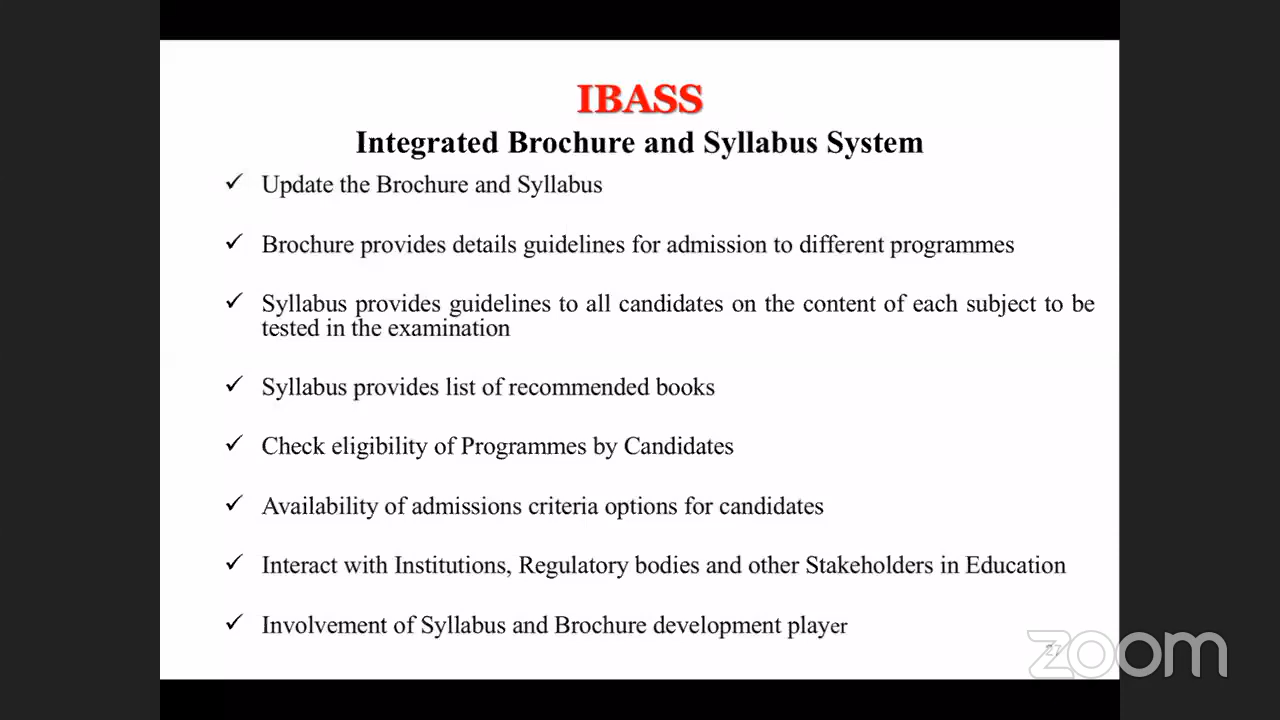 IBASS
Integrated Brochure and Syllabus System
✓ Update the Brochure and Syllabus
✓ Brochure provides details guidelines for admission to different programmes
✓ Syllabus provides guidelines to all candidates on the content of each subject to be
tested in the examination
✓ Syllabus provides list of recommended books
✓ Check eligibility of Programmes by Candidates
✓ Availability of admissions criteria options for candidates
✓ Interact with Institutions, Regulatory bodies and other Stakeholders in Education
✓ Involvement of Syllabus and Brochure development player
27
zoom